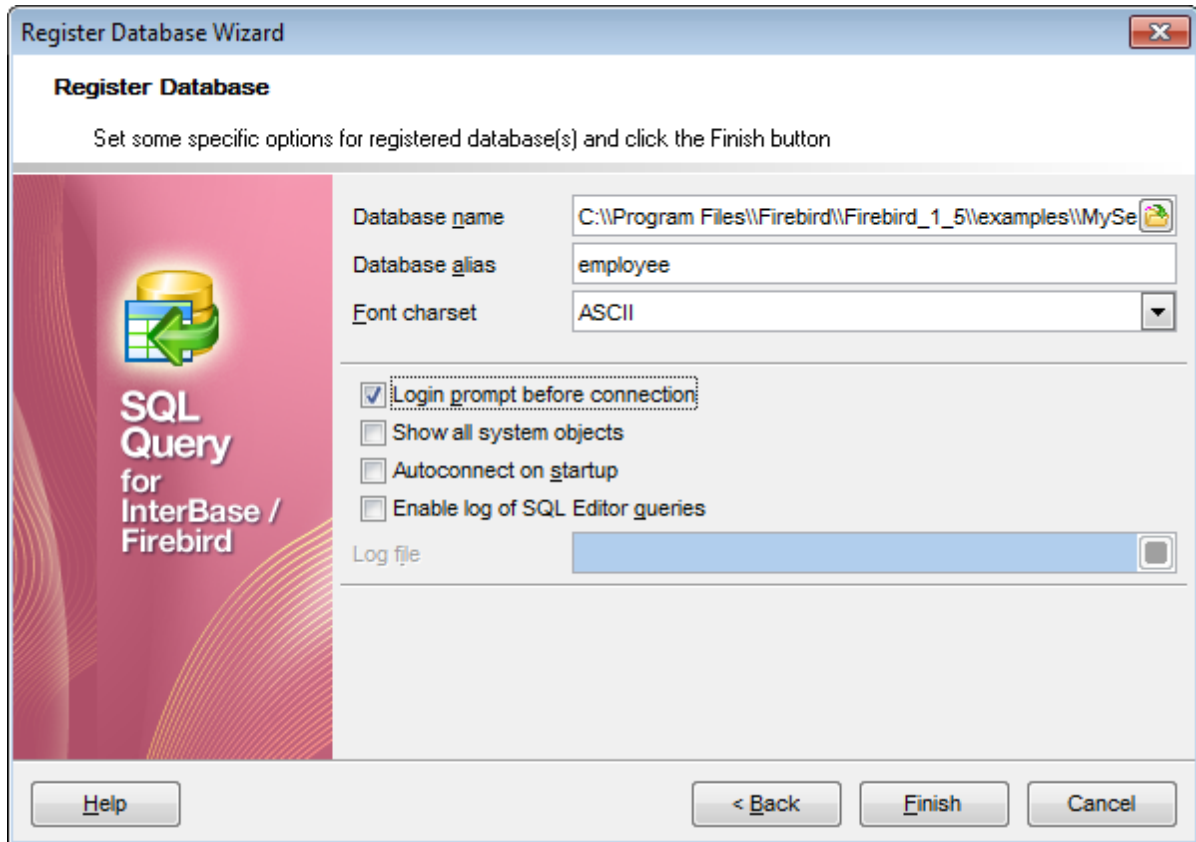 Register Database Wizard
Register Database
Set some specific options for registered database(s) and click the Finish button
Database name
C:\\Program Files\\Firebird\\Firebird_1_5\\examples\\MySe
Database alias
employee
Font charset
ASCII
Login prompt before connection
Show all system objects
Autoconnect on startup
Enable log of SQL Editor queries
Log file
SQL
Query
for
InterBase /
Firebird
Help
< Back
Finish
Cancel